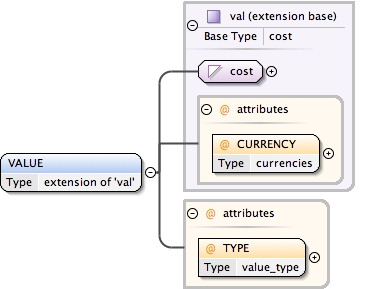 val (extension base)
Base Type cost
cost
@ attributes
@ CURRENCY
Type currencies
VALUE
Type extension of 'val'
@ attributes
@ TYPE
Type value_type